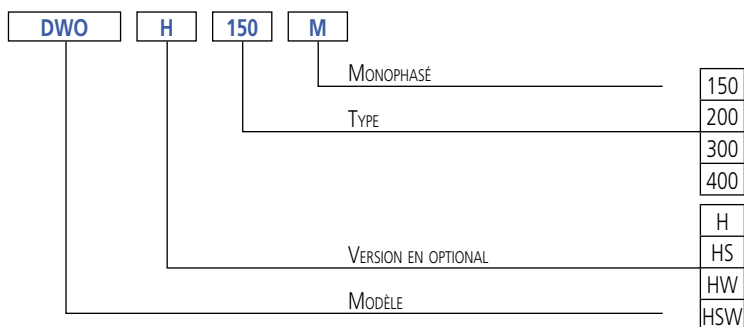 DWO H 150 M
Monophasé
150
Type
200
300
400
H
Version en optional
HS
HW
Modèle
HSW